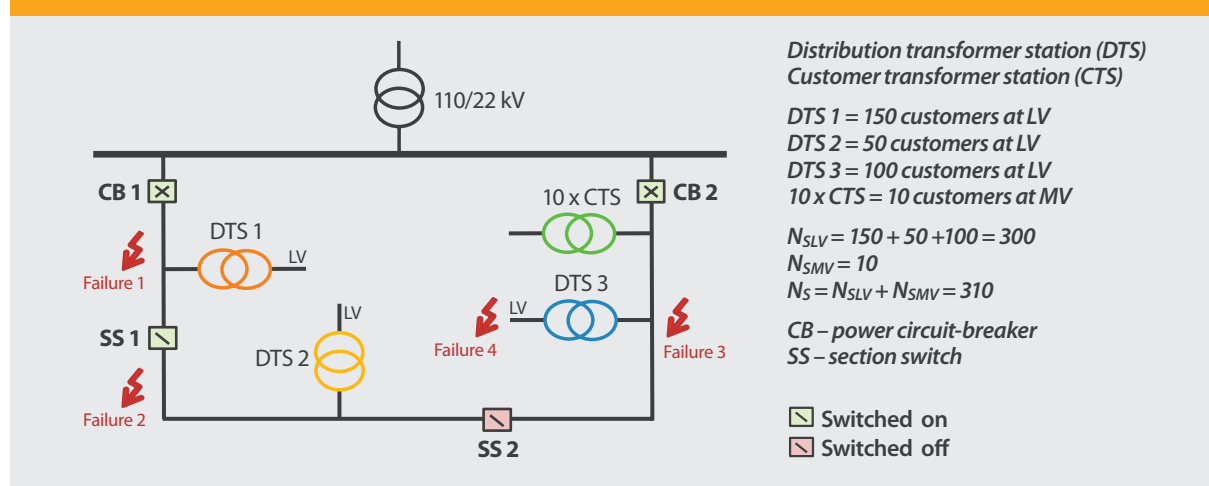 110/22 kV
CB 1
10 x CTS
CB 2
DTS 1
LV
Failure 1
DTS 3
LV
LV
SS 1
DTS 2
Failure 4
Failure 3
Failure 2
SS 2
Distribution transformer station (DTS)
Customer transformer station (CTS)
DTS 1 = 150 customers at LV
DTS 2 = 50 customers at LV
DTS 3 = 100 customers at LV
10 x CTS = 10 customers at MV
NSLV = 150 + 50 +100 = 300
NSMV = 10
NS = NSLV + NSMV = 310
CB – power circuit-breaker
SS – section switch
Switched on
Switched off